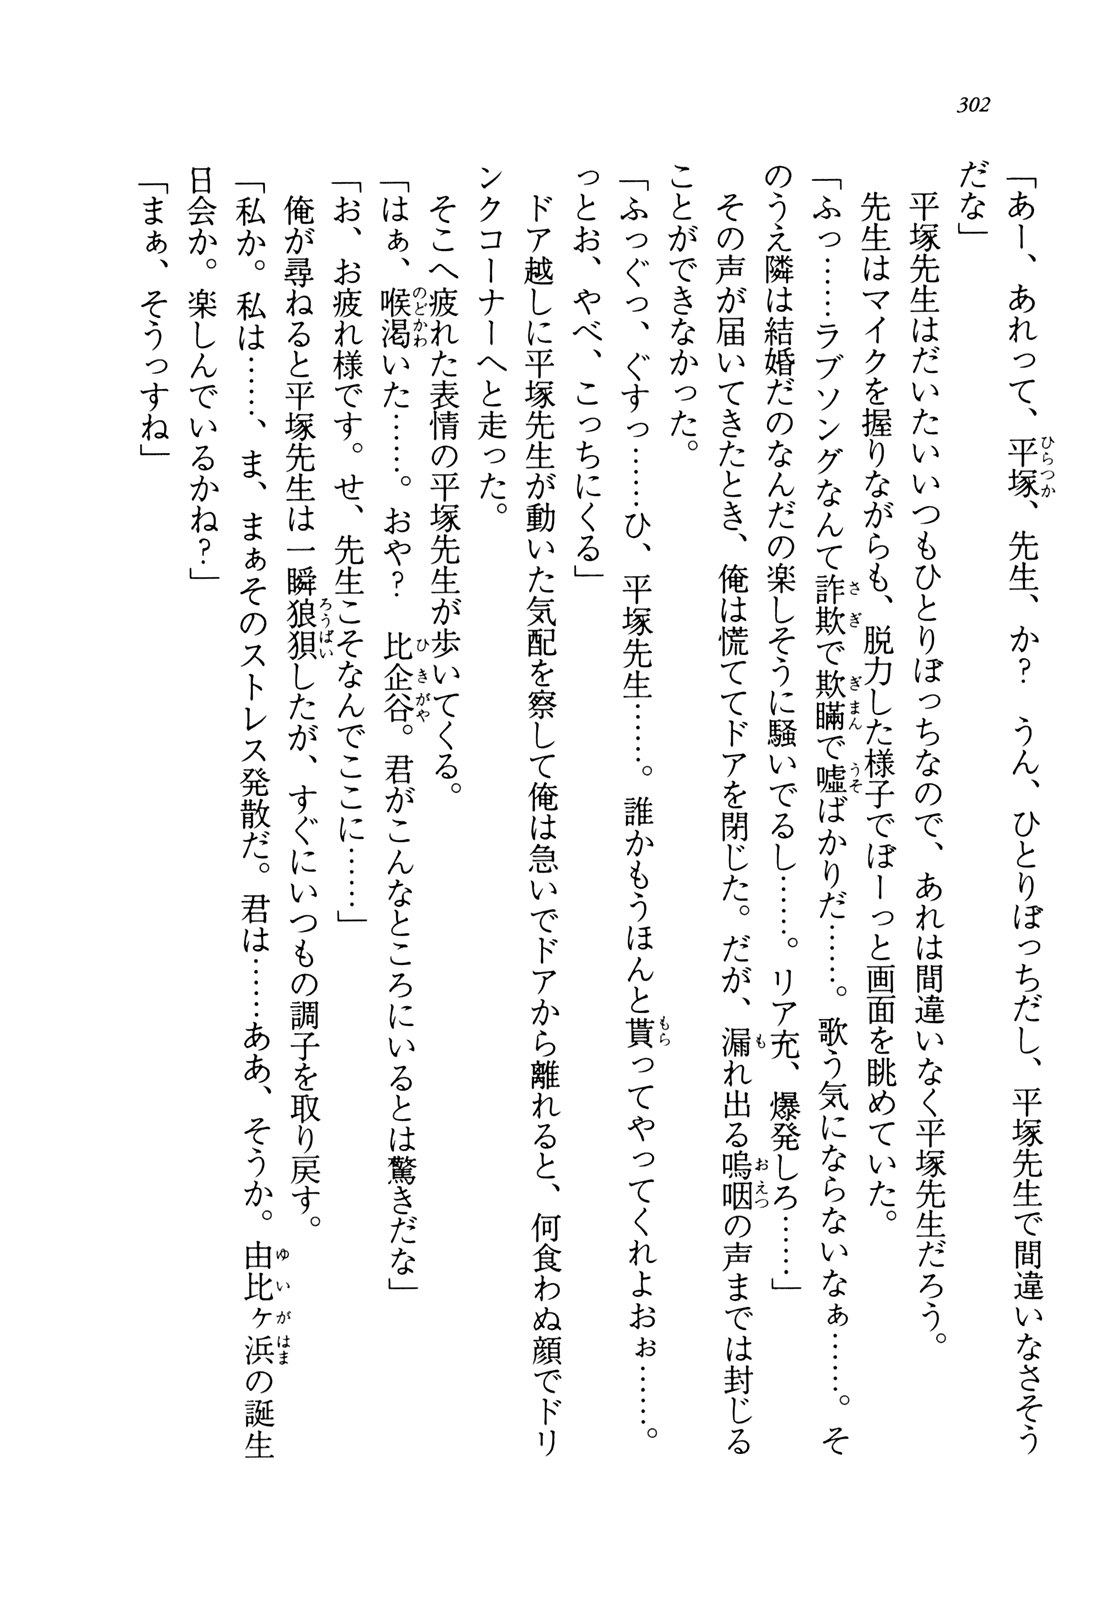 302
「あー、あれって、平塚、先生、か？　うん、ひとりぼっちだし、平塚先生で間違いなさそう
だな」
　平塚先生はだいたいいつもひとりぼっちなので、あれは間違いなく平塚先生だろう。
　先生はマイクを握りながらも、脱力した様子でぼーっと画面を眺めていた。
「ふっ……ラブソングなんて詐欺で欺瞞で嘘ばかりだ……。歌う気にならないなぁ……。そ
のうえ隣は結婚だのなんだの楽しそうに騒いでるし……。リア充、爆発しろ……」
　その声が届いてきたとき、俺は慌ててドアを閉じた。だが、漏れ出る嗚咽の声までは封じる
ことができなかった。
「ふっぐっ、ぐすっ……ひ、平塚先生……。誰かもうほんと貰ってやってくれよおぉ……。
っとお、やべ、こっちにくる」
　ドア越しに平塚先生が動いた気配を察して俺は急いでドアから離れると、何食わぬ顔でドリ
ンクコーナーへと走った。
　そこへ疲れた表情の平塚先生が歩いてくる。
「はぁ、喉渇いた……。おや？　比企谷。君がこんなところにいるとは驚きだな」
「お、お疲れ様です。せ、先生こそなんでここに……」
　俺が尋ねると平塚先生は一瞬狼狽したが、すぐにいつもの調子を取り戻す。
「私か。私は……、ま、まぁそのストレス発散だ。君は……ああ、そうか。由比ヶ浜の誕生
日会か。楽しんでいるかね？」
「まぁ、そうっすね」